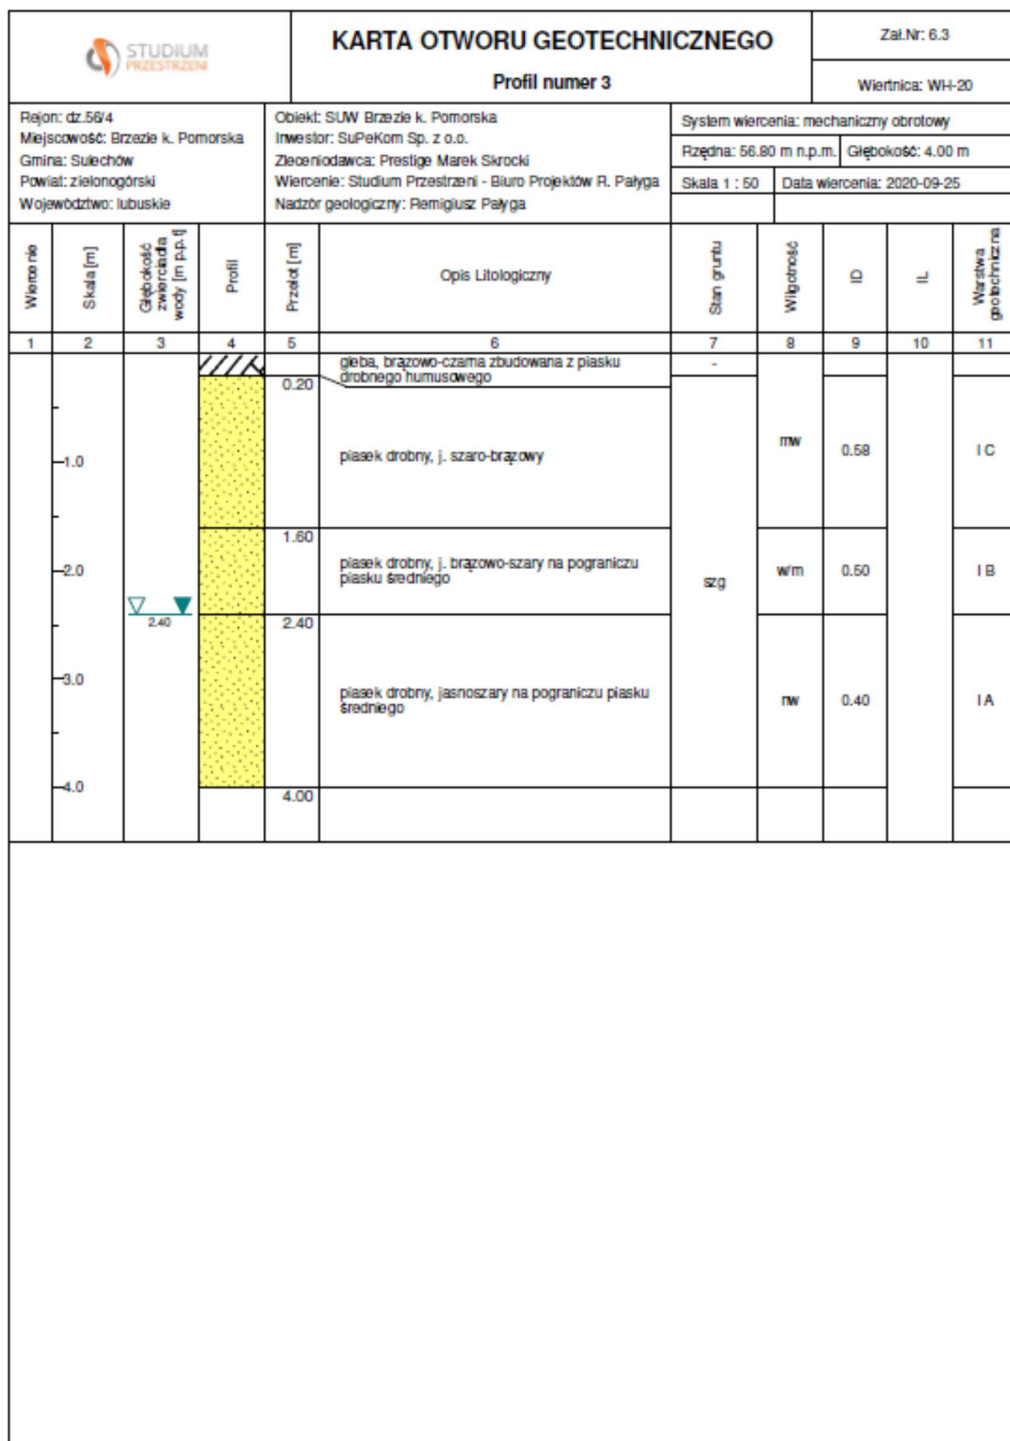 STUDIUM
PRZESTRZENI
KARTA OTWORU GEOTECHNICZNEGO
Profil numer 3
Zał.Nr: 6.3
Wiertnica: WH-20
Rejon: dz.56/4
Miejscowość: Brzezie k. Pomorska
Gmina: Sulechów
Powiat: zielonogórski
Województwo: lubuskie
Obiekt: SUW Brzezie k. Pomorska
Inwestor: SuPeKom Sp. z o.o.
Zleceniodawca: Prestige Marek Skrocki
Wiercenie: Studium Przestrzeni - Biuro Projektów R. Pałyga
Nadzór geologiczny: Remigiusz Pałyga
System wiercenia: mechaniczny obrotowy
Rzędna: 56.80 m n.p.m. Głębokość: 4.00 m
Skala 1 : 50 Data wiercenia: 2020-09-25
Wiercenie
Skala [m]
Głębokość
zwierciadła
wody [m p.p.t]
Profil
Przelot [m]
Opis Litologiczny
Stan gruntu
Wilgotność
ID
IL
Warstwa
geotechniczna
1 2 3 4 5 6 7 8 9 10 11
gleba, brązowo-czarna zbudowana z piasku
drobnego humusowego
-
0.20
1.0
piasek drobny, j. szaro-brązowy
mw
0.58
I C
1.60
2.0
piasek drobny, j. brązowo-szary na pograniczu
piasku średniego
szg
w/m
0.50
I B
2.40
2.40
3.0
piasek drobny, jasnoszary na pograniczu piasku
średniego
nw
0.40
I A
4.0
4.00